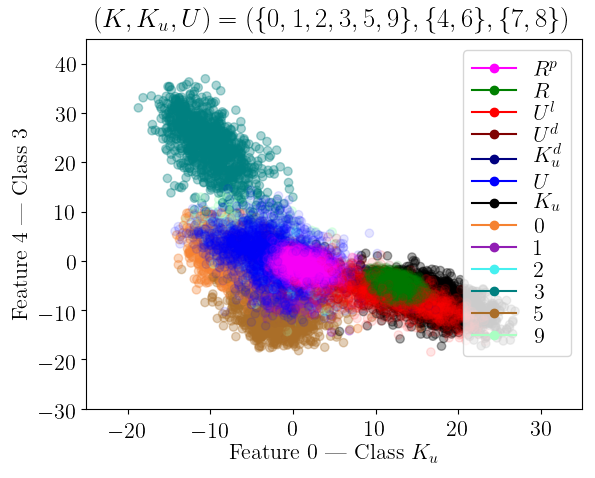 (K, K_u, U) = ({0, 1, 2, 3, 5, 9}, {4, 6}, {7, 8})
Feature 4 — Class 3
40
30
20
10
0
−10
−20
−30
R^p
R
U^l
U^d
K_u^d
U
K_u
0
1
2
3
5
9
−20 −10 0 10 20 30
Feature 0 — Class K_u